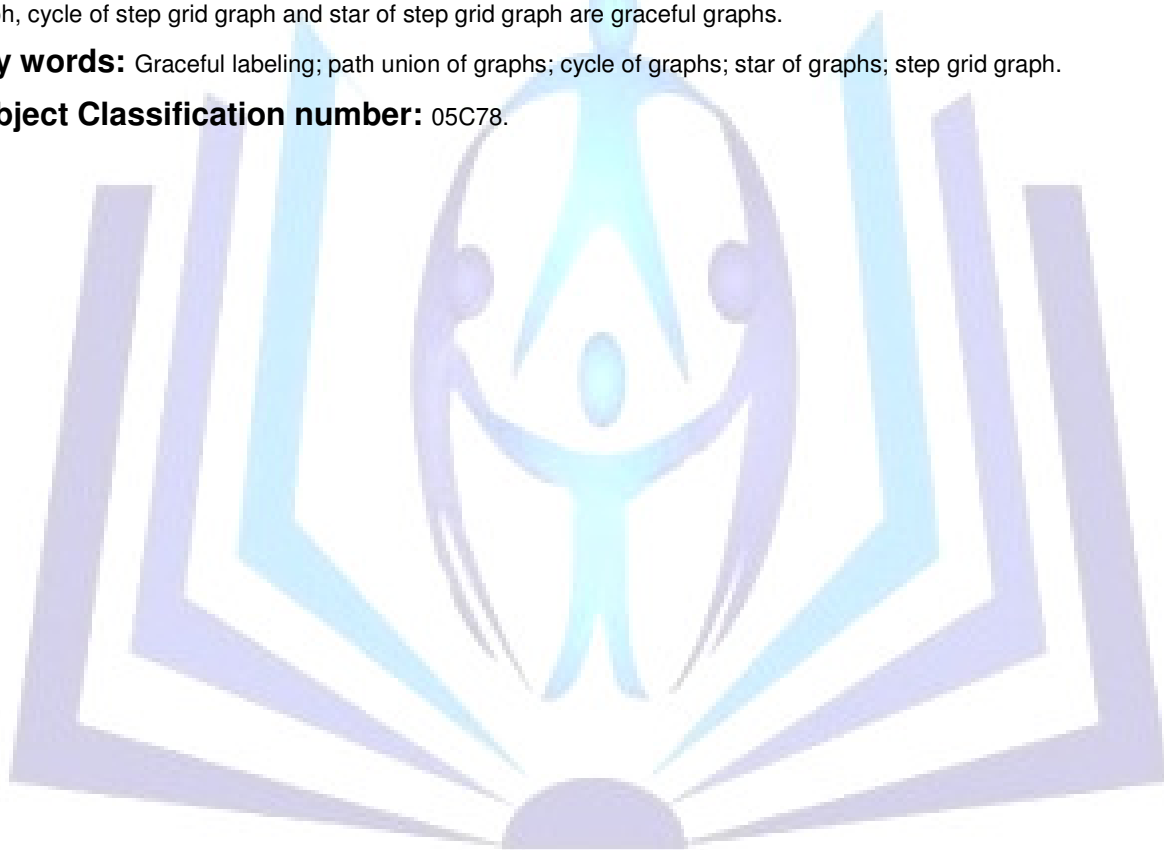 h, cycle of step grid graph and star of step grid graph are graceful graphs.
y words: Graceful labeling; path union of graphs; cycle of graphs; star of graphs; step grid graph.
bject Classification number: 05C78.